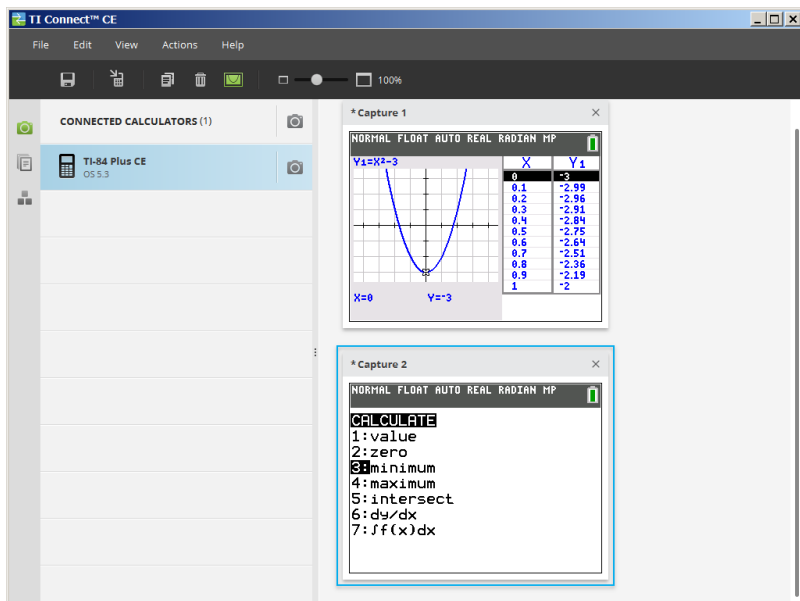 TI Connect™ CE
File Edit View Actions Help
100%
CONNECTED CALCULATORS (1)
TI-84 Plus CE
OS 5.3
*Capture 1
NORMAL FLOAT AUTO REAL RADIAN MP
Y₁=X²-3
X Y₁
0 ⁻3
0.1 ⁻2.99
0.2 ⁻2.96
0.3 ⁻2.91
0.4 ⁻2.84
0.5 ⁻2.75
0.6 ⁻2.64
0.7 ⁻2.51
0.8 ⁻2.36
0.9 ⁻2.19
1 ⁻2
X=0 Y=⁻3
*Capture 2
NORMAL FLOAT AUTO REAL RADIAN MP
CALCULATE
1:value
2:zero
3:minimum
4:maximum
5:intersect
6:dy/dx
7:∫f(x)dx